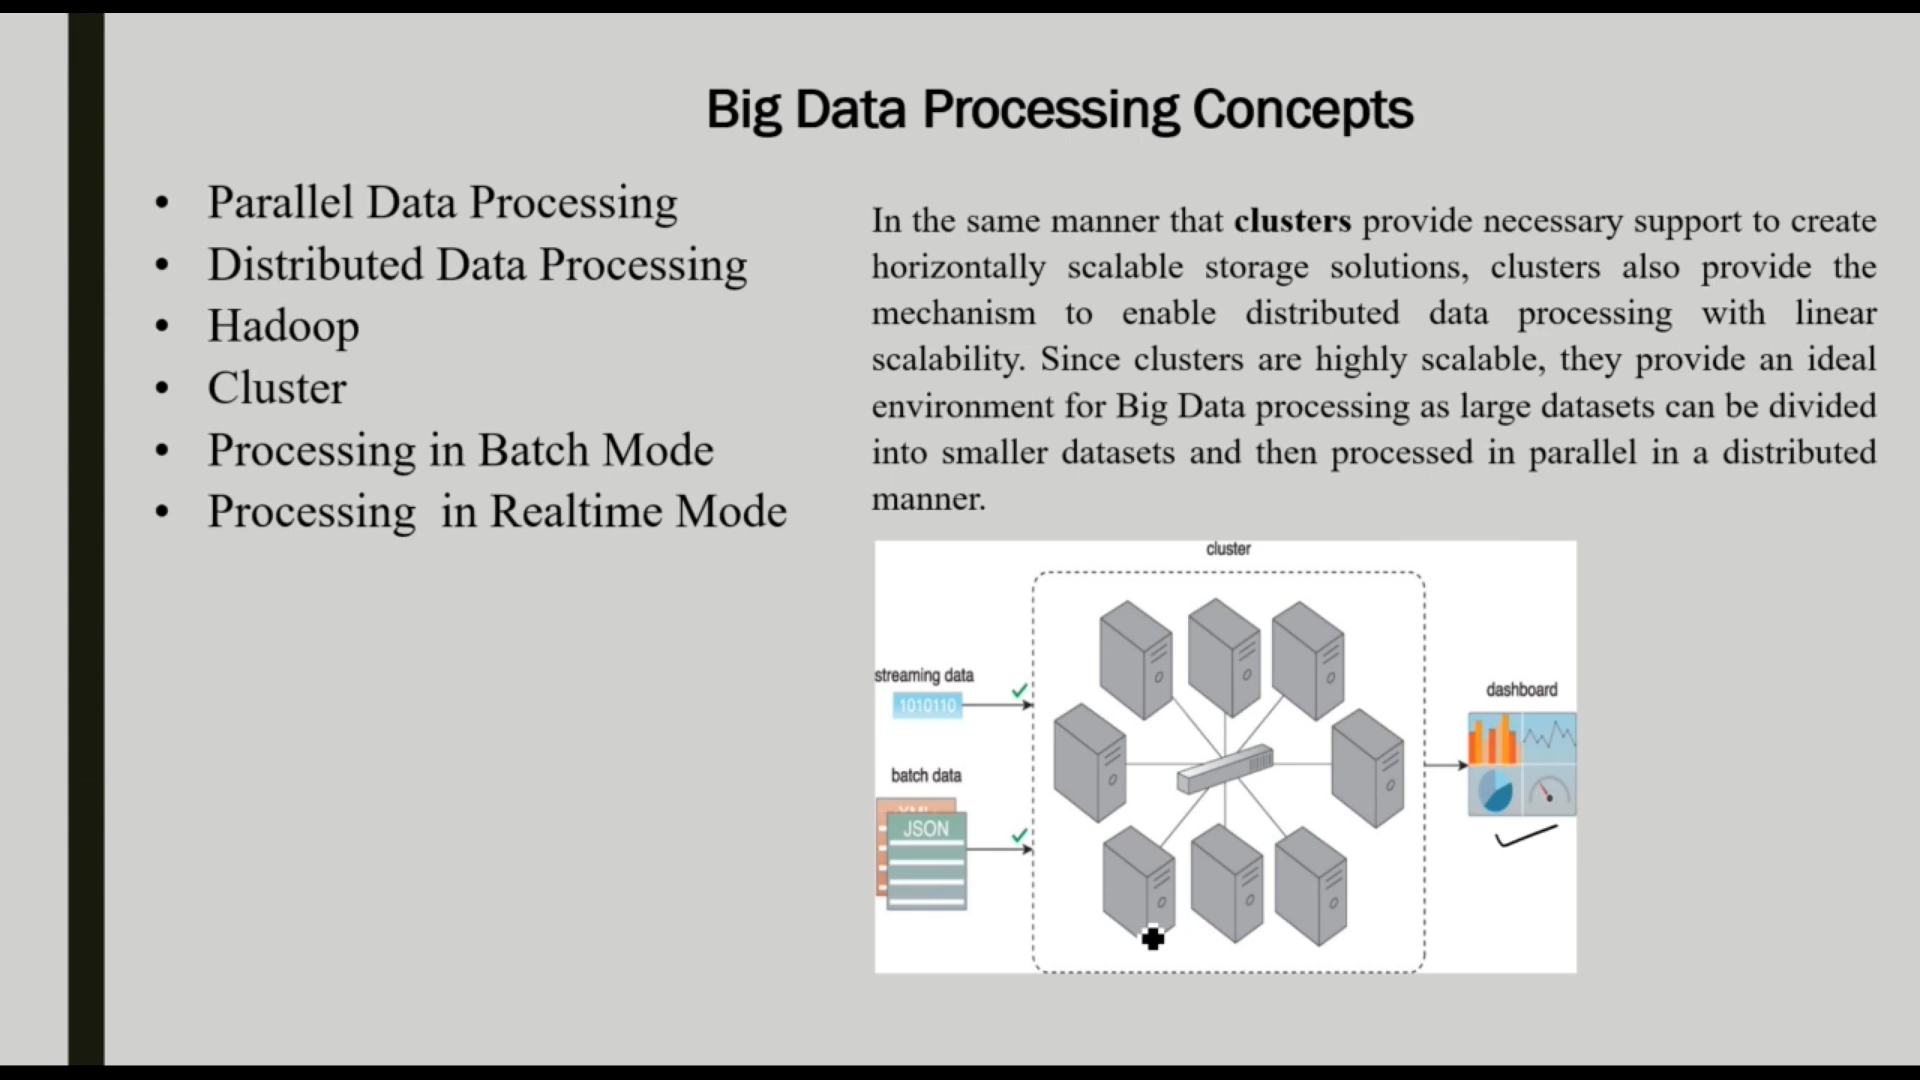 Big Data Processing Concepts
• Parallel Data Processing
• Distributed Data Processing
• Hadoop
• Cluster
• Processing in Batch Mode
• Processing in Realtime Mode
In the same manner that clusters provide necessary support to create
horizontally scalable storage solutions, clusters also provide the
mechanism to enable distributed data processing with linear
scalability. Since clusters are highly scalable, they provide an ideal
environment for Big Data processing as large datasets can be divided
into smaller datasets and then processed in parallel in a distributed
manner.
cluster
streaming data
1010110
batch data
XML
JSON
dashboard